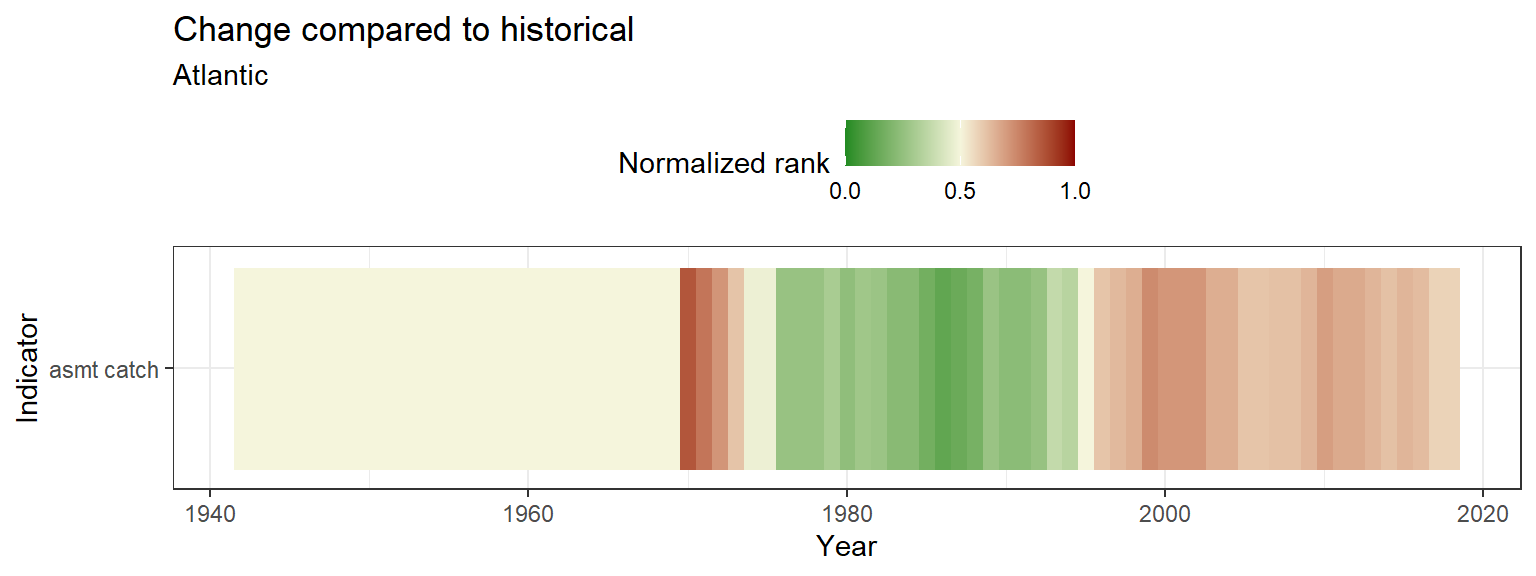 Change compared to historical
Atlantic
Normalized rank
0.0 0.5 1.0
Indicator
asmt catch
1940 1960 1980 2000 2020
Year